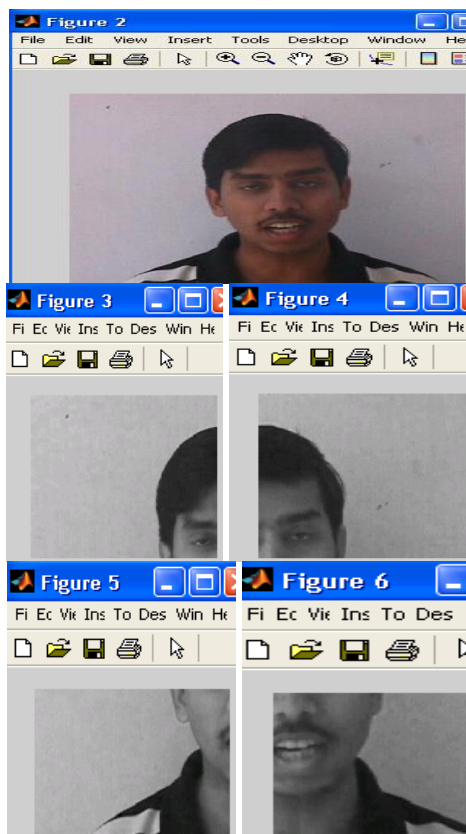 Figure 2
File Edit View Insert Tools Desktop Window He
Figure 3
Fi Ec Vie Ins To Des Win He
Figure 4
Fi Ec Vie Ins To Des Win He
Figure 5
Fi Ec Vie Ins To Des Win He
Figure 6
Fi Ec Vie Ins To Des